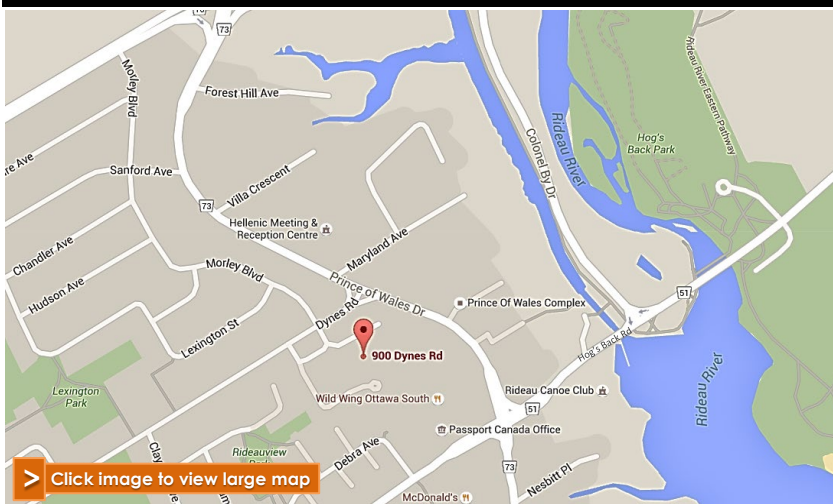 73
Morley Blvd
Forest Hill Ave
Rideau River Eastern Pathway
Colonel By Dr
Rideau River
Hog's
Back Park
Sanford Ave
Villa Crescent
73
Hellenic Meeting &
Reception Centre
Maryland Ave
Chandler Ave
Morley Blvd
Hudson Ave
Prince of Wales Dr
51
Prince Of Wales Complex
Dynes Rd
Lexington St
Hog's Back Rd
900 Dynes Rd
Rideau River
Lexington
Park
Rideau Canoe Club
Wild Wing Ottawa South
51
Passport Canada Office
Rideauview
Debra Ave
73
Nesbitt Pl
> Click image to view large map
McDonald's